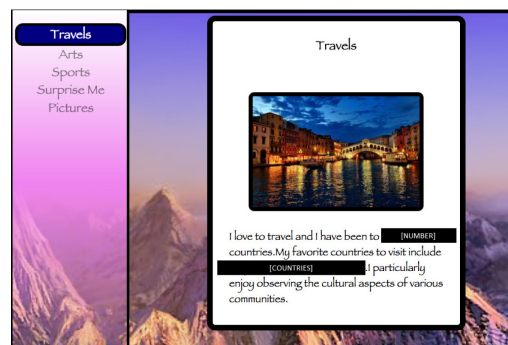 Travels
Arts
Sports
Surprise Me
Pictures
Travels
I love to travel and I have been to [NUMBER]
countries.My favorite countries to visit include
[COUNTRIES] .I particularly
enjoy observing the cultural aspects of various
communities.